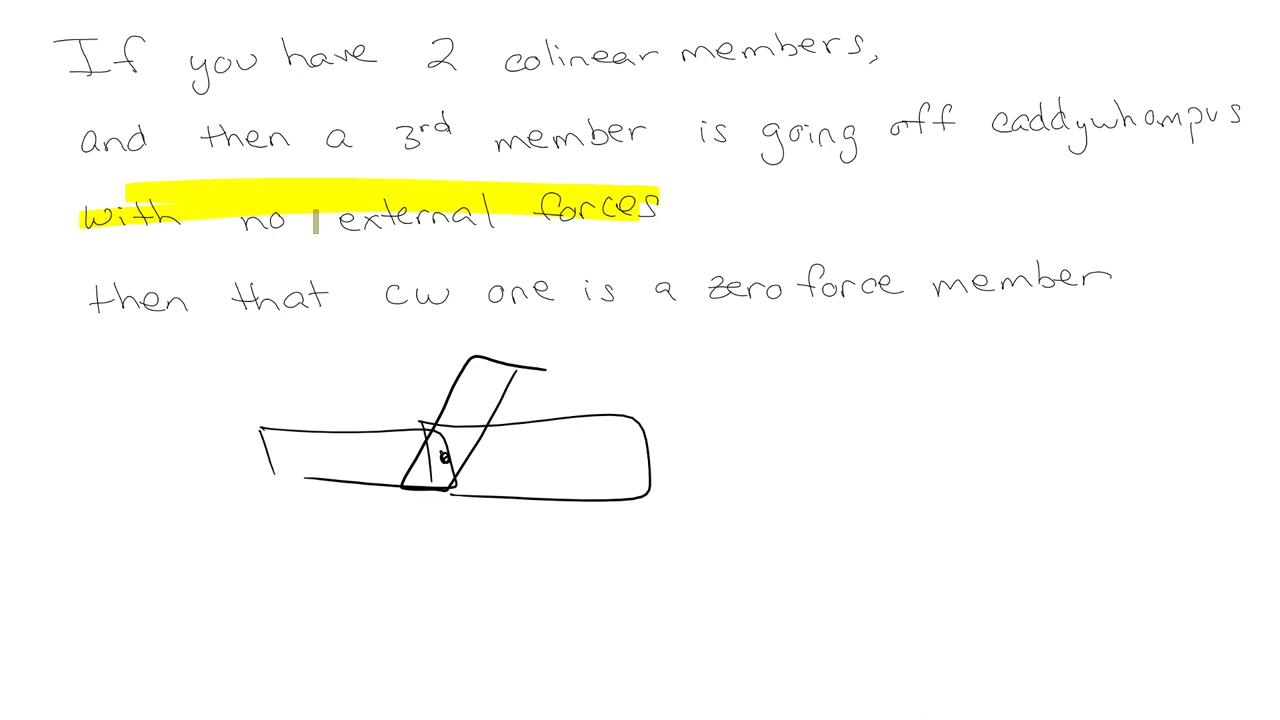 If you have 2 colinear members,
and then a 3rd member is going off caddywhampus
with no external forces
then that cw one is a zero force member